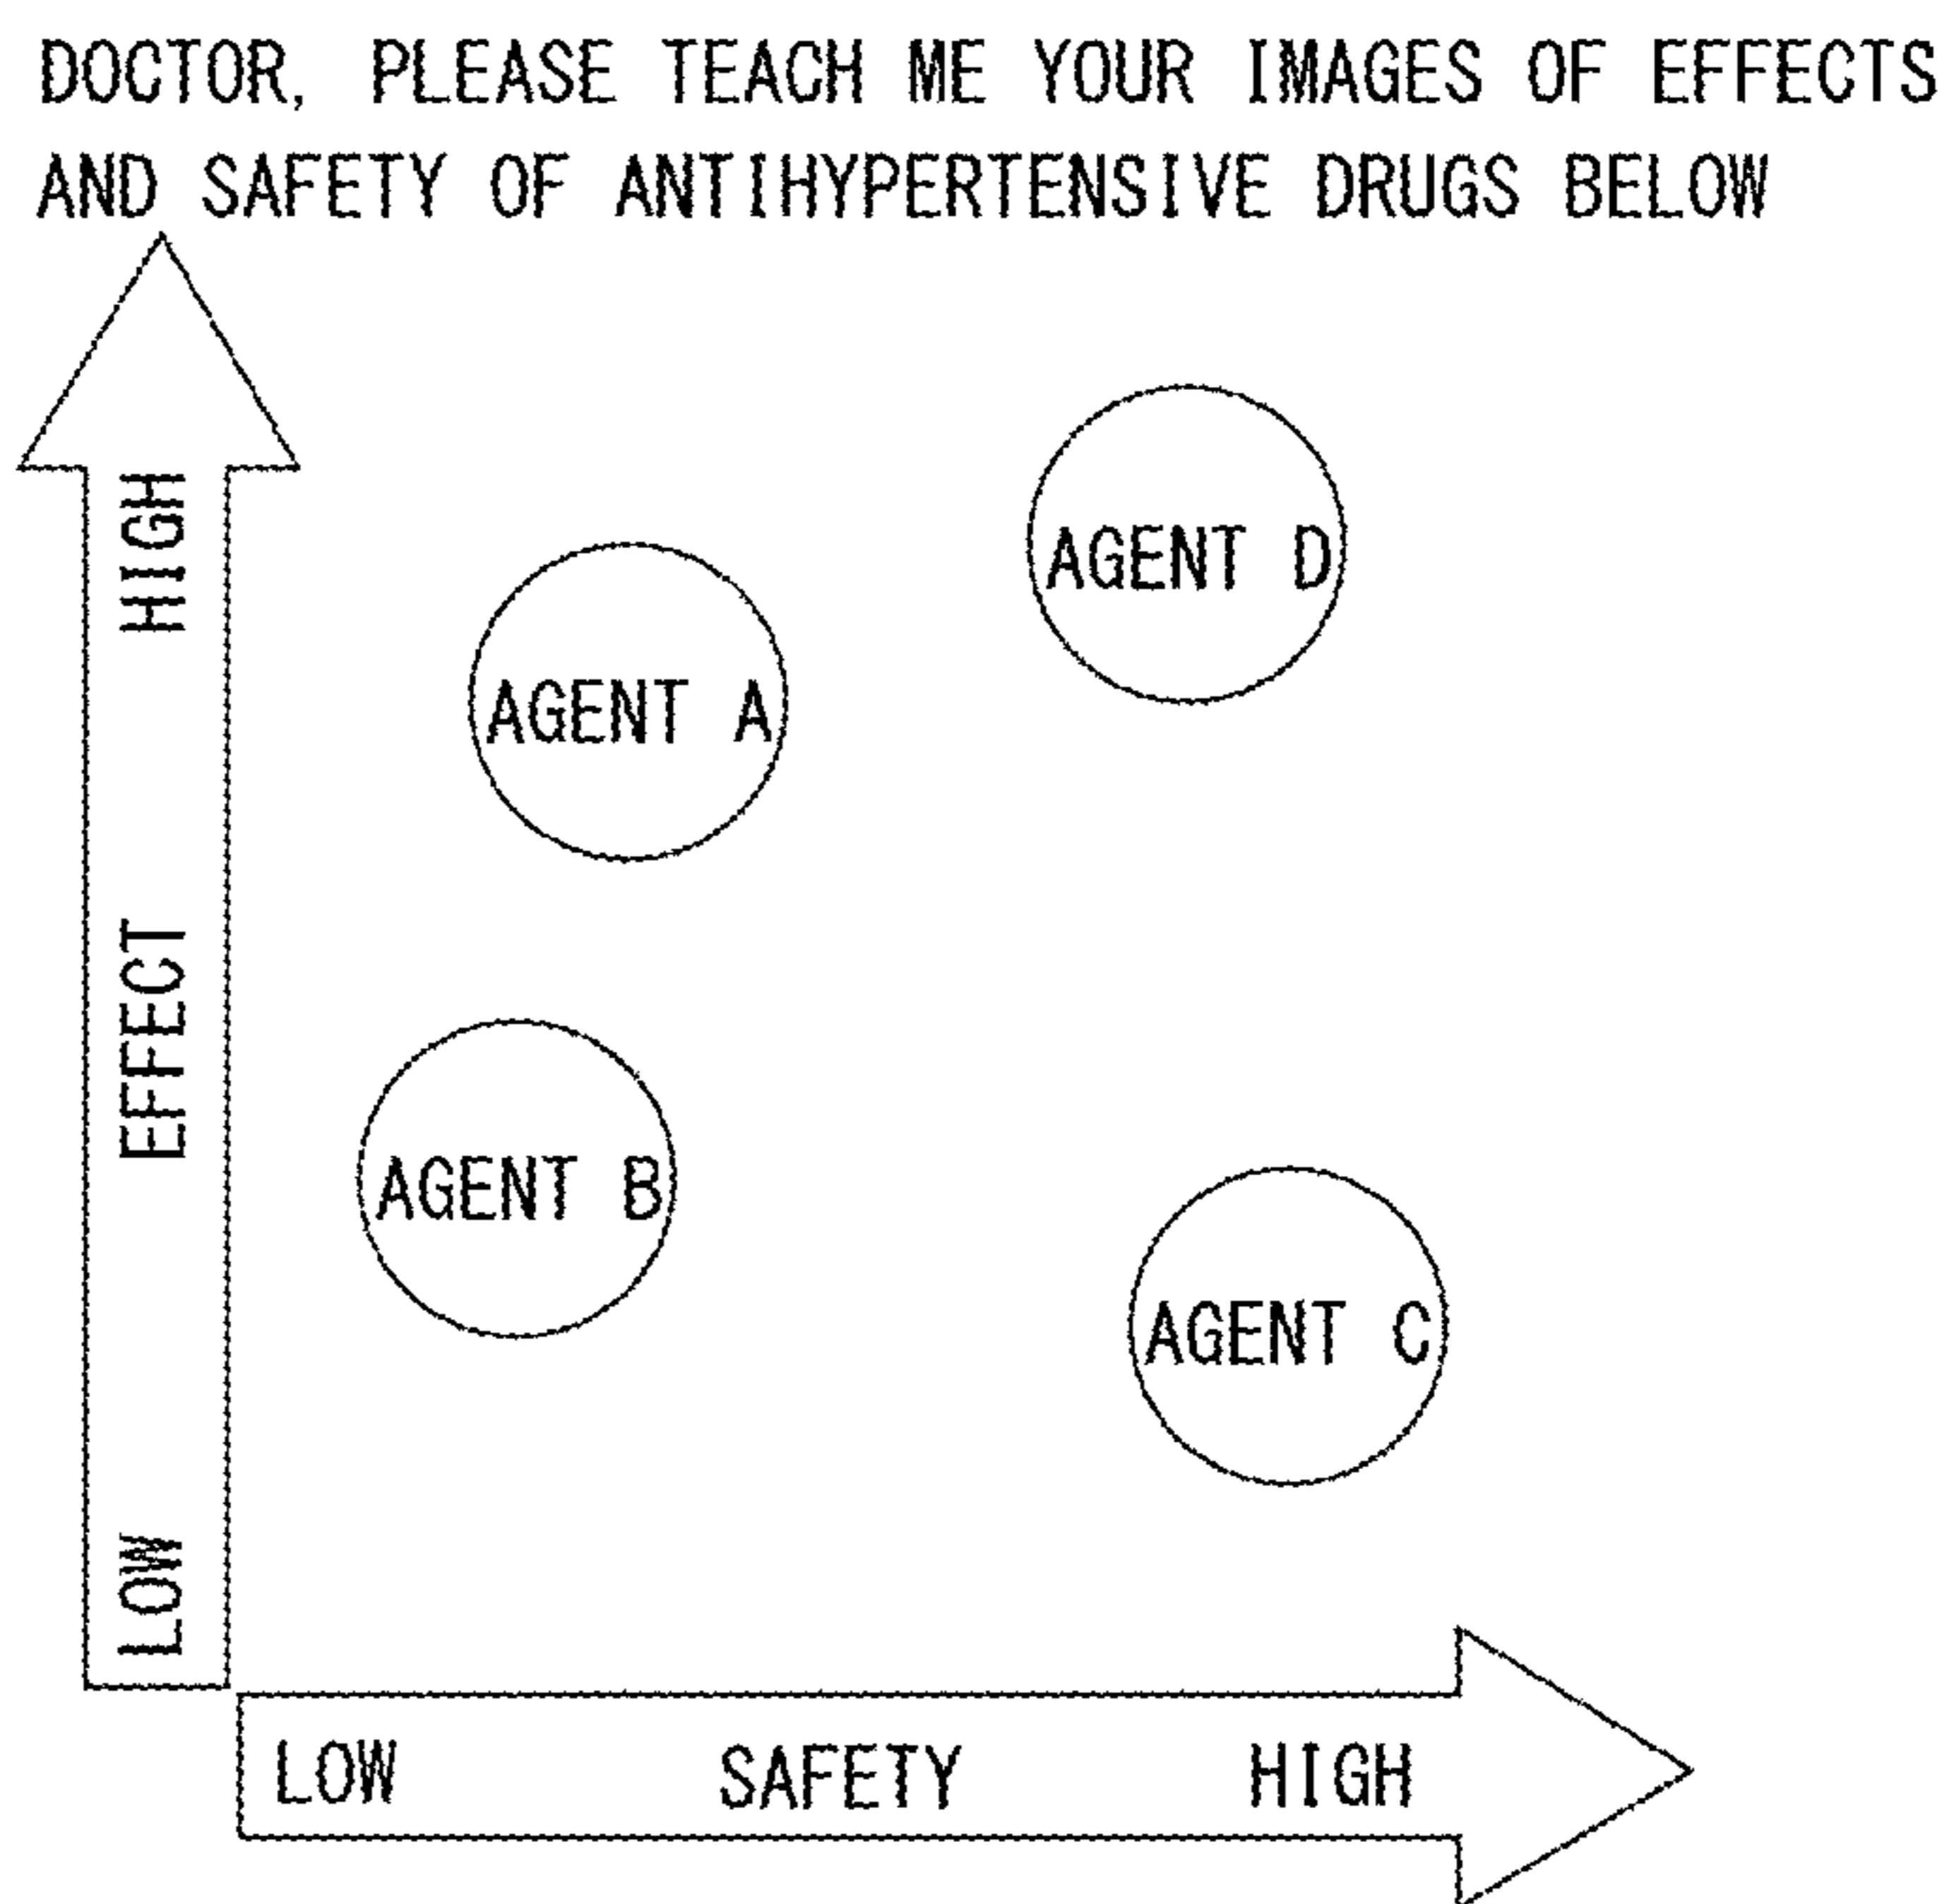 DOCTOR, PLEASE TEACH ME YOUR IMAGES OF EFFECTS
AND SAFETY OF ANTIHYPERTENSIVE DRUGS BELOW
HIGH
EFFECT
LOW
AGENT D
AGENT A
AGENT B
AGENT C
LOW SAFETY HIGH